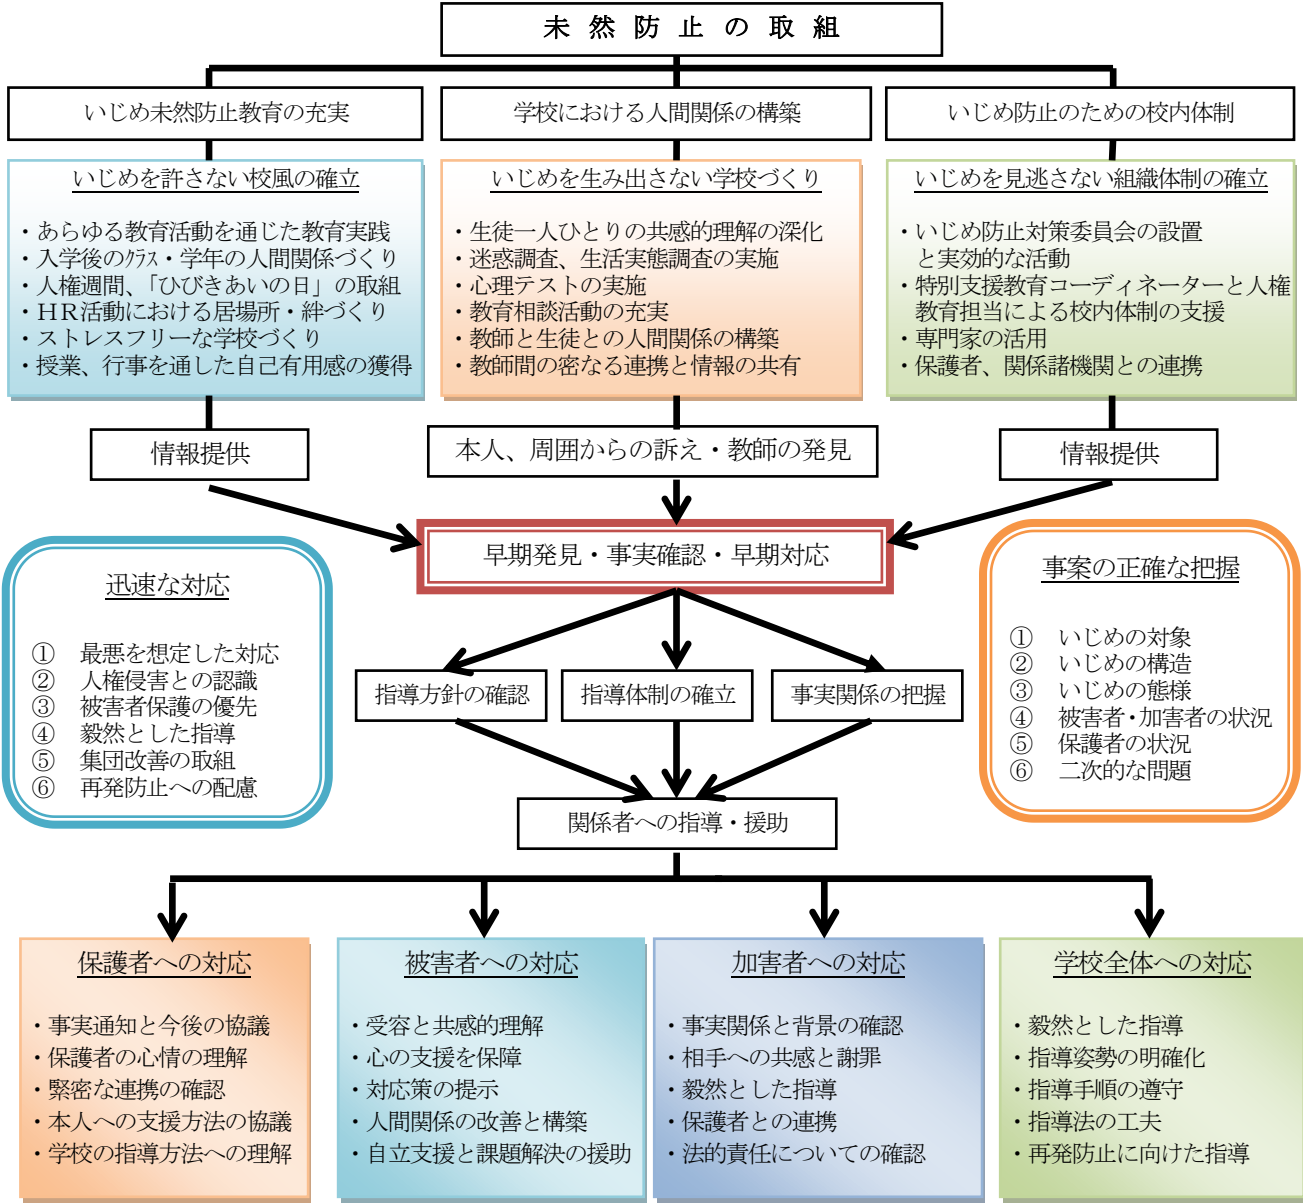 未然防止の取組
いじめ未然防止教育の充実
学校における人間関係の構築
いじめ防止のための校内体制
いじめを許さない校風の確立
・あらゆる教育活動を通じた教育実践
・入学後のｸﾗｽ・学年の人間関係づくり
・人権週間、「ひびきあいの日」の取組
・ＨＲ活動における居場所・絆づくり
・ストレスフリーな学校づくり
・授業、行事を通した自己有用感の獲得
いじめを生み出さない学校づくり
・生徒一人ひとりの共感的理解の深化
・迷惑調査、生活実態調査の実施
・心理テストの実施
・教育相談活動の充実
・教師と生徒との人間関係の構築
・教師間の密なる連携と情報の共有
いじめを見逃さない組織体制の確立
・いじめ防止対策委員会の設置
と実効的な活動
・特別支援教育コーディネーターと人権
教育担当による校内体制の支援
・専門家の活用
・保護者、関係諸機関との連携
情報提供
本人、周囲からの訴え・教師の発見
情報提供
早期発見・事実確認・早期対応
迅速な対応
① 最悪を想定した対応
② 人権侵害との認識
③ 被害者保護の優先
④ 毅然とした指導
⑤ 集団改善の取組
⑥ 再発防止への配慮
事案の正確な把握
① いじめの対象
② いじめの構造
③ いじめの態様
④ 被害者・加害者の状況
⑤ 保護者の状況
⑥ 二次的な問題
指導方針の確認
指導体制の確立
事実関係の把握
関係者への指導・援助
保護者への対応
・事実通知と今後の協議
・保護者の心情の理解
・緊密な連携の確認
・本人への支援方法の協議
・学校の指導方法への理解
被害者への対応
・受容と共感的理解
・心の支援を保障
・対応策の提示
・人間関係の改善と構築
・自立支援と課題解決の援助
加害者への対応
・事実関係と背景の確認
・相手への共感と謝罪
・毅然とした指導
・保護者との連携
・法的責任についての確認
学校全体への対応
・毅然とした指導
・指導姿勢の明確化
・指導手順の遵守
・指導法の工夫
・再発防止に向けた指導